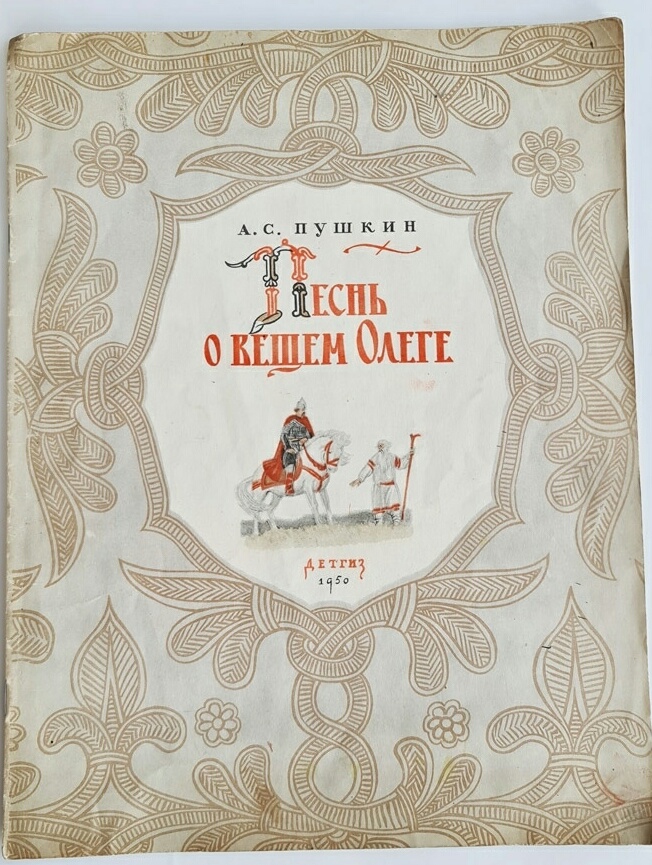 А. С. ПУШКИН
ПЕСНЬ
О ВЕЩЕМ ОЛЕГЕ
ДЕТГИЗ
1950